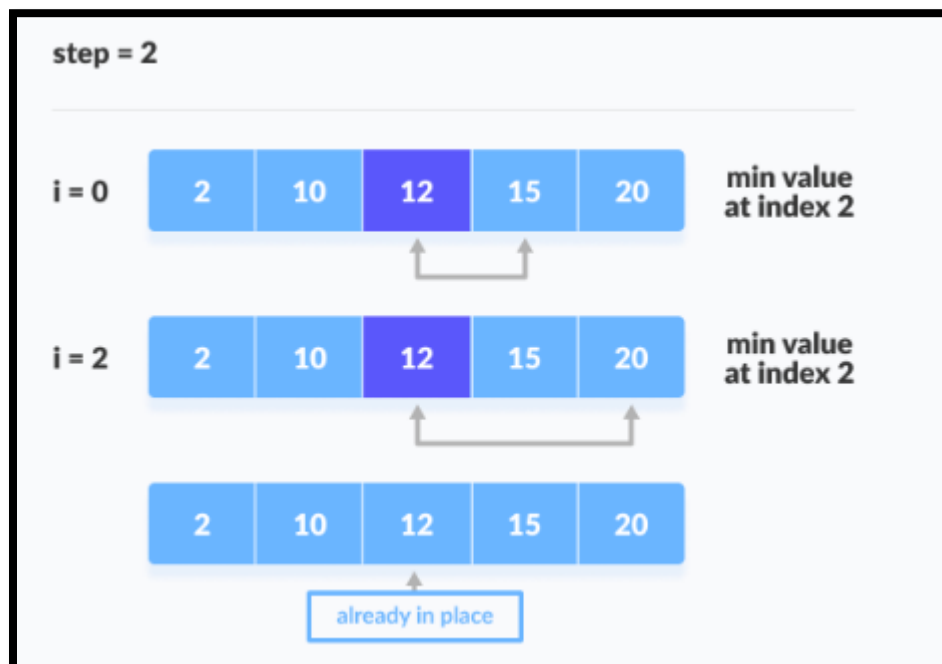 step = 2
i = 0
2 10 12 15 20
min value
at index 2
i = 2
2 10 12 15 20
min value
at index 2
2 10 12 15 20
already in place